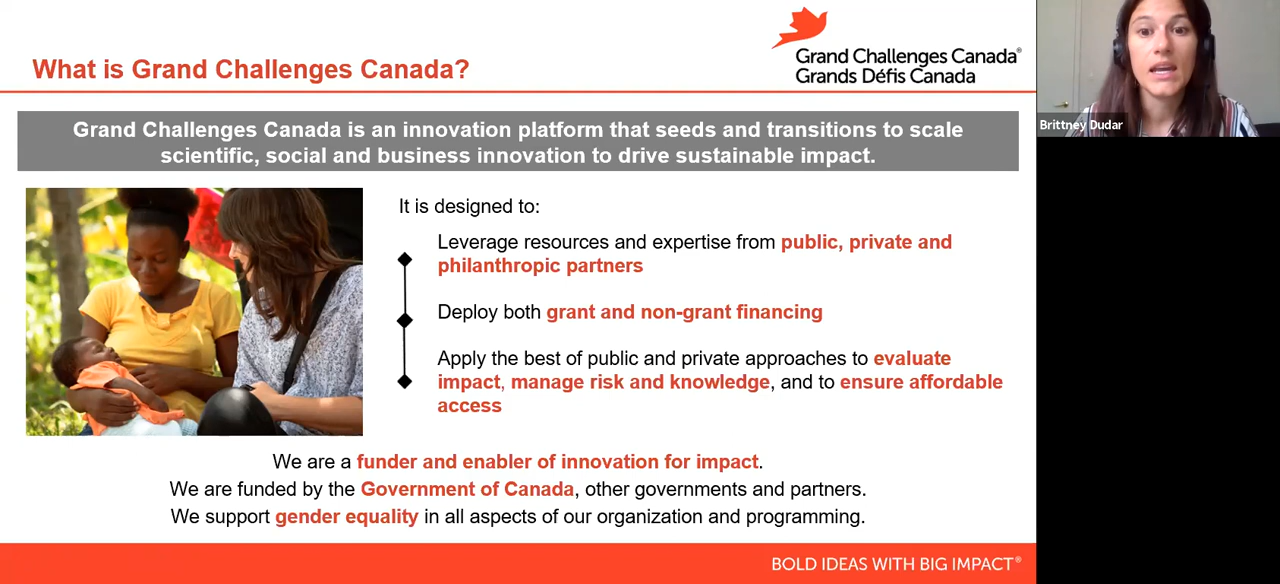 What is Grand Challenges Canada?
Grand Challenges Canada®
Grands Défis Canada
Brittney Dudar
Grand Challenges Canada is an innovation platform that seeds and transitions to scale
scientific, social and business innovation to drive sustainable impact.
It is designed to:
Leverage resources and expertise from public, private and
philanthropic partners
Deploy both grant and non-grant financing
Apply the best of public and private approaches to evaluate
impact, manage risk and knowledge, and to ensure affordable
access
We are a funder and enabler of innovation for impact.
We are funded by the Government of Canada, other governments and partners.
We support gender equality in all aspects of our organization and programming.
BOLD IDEAS WITH BIG IMPACT®